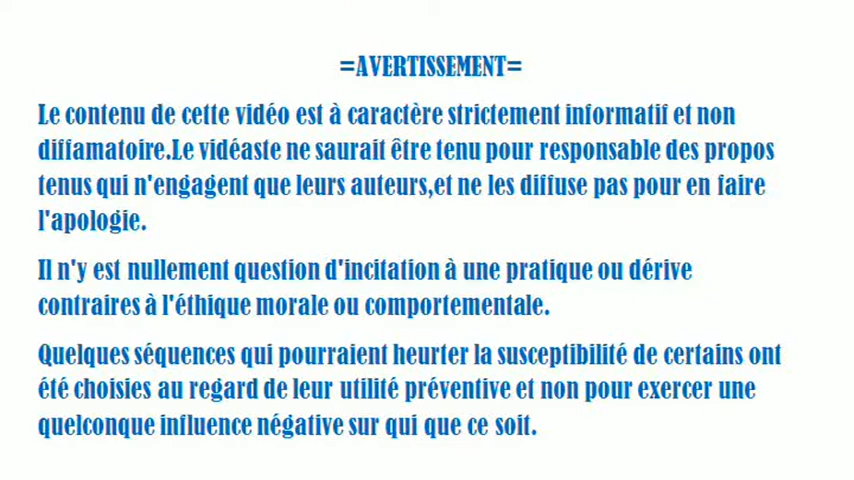 =AVERTISSEMENT=
Le contenu de cette vidéo est à caractère strictement informatif et non
diffamatoire.Le vidéaste ne saurait être tenu pour responsable des propos
tenus qui n'engagent que leurs auteurs,et ne les diffuse pas pour en faire
l'apologie.
Il n'y est nullement question d'incitation à une pratique ou dérive
contraires à l'éthique morale ou comportementale.
Quelques séquences qui pourraient heurter la susceptibilité de certains ont
été choisies au regard de leur utilité préventive et non pour exercer une
quelconque influence négative sur qui que ce soit.